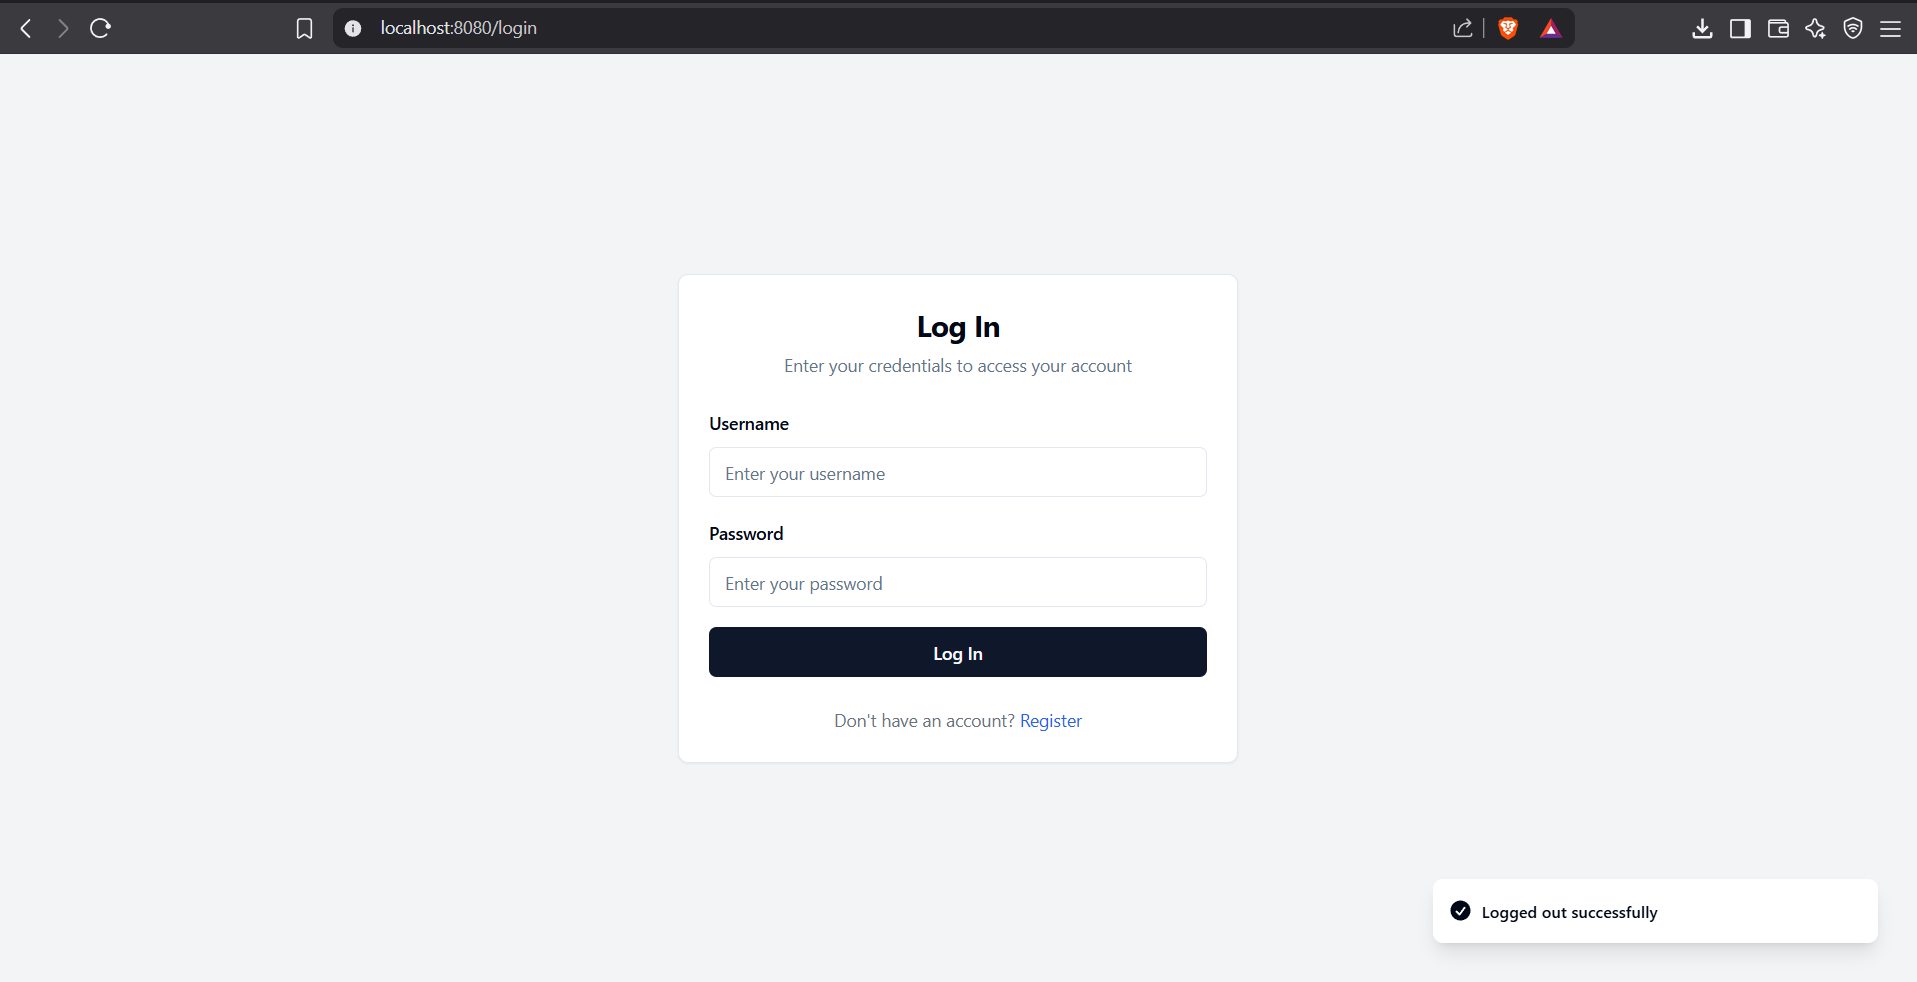 localhost:8080/login
Log In
Enter your credentials to access your account
Username
Enter your username
Password
Enter your password
Log In
Don't have an account? Register
Logged out successfully